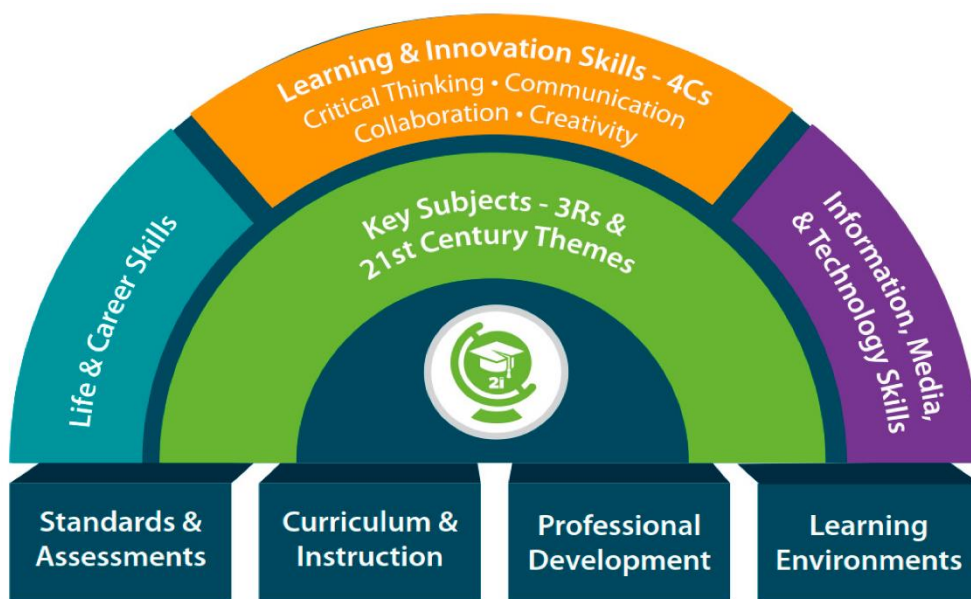 Learning & Innovation Skills - 4Cs
Critical Thinking • Communication
Collaboration • Creativity
Life & Career Skills
Key Subjects - 3Rs &
21st Century Themes
Information, Media,
& Technology Skills
2i
Standards &
Assessments
Curriculum &
Instruction
Professional
Development
Learning
Environments